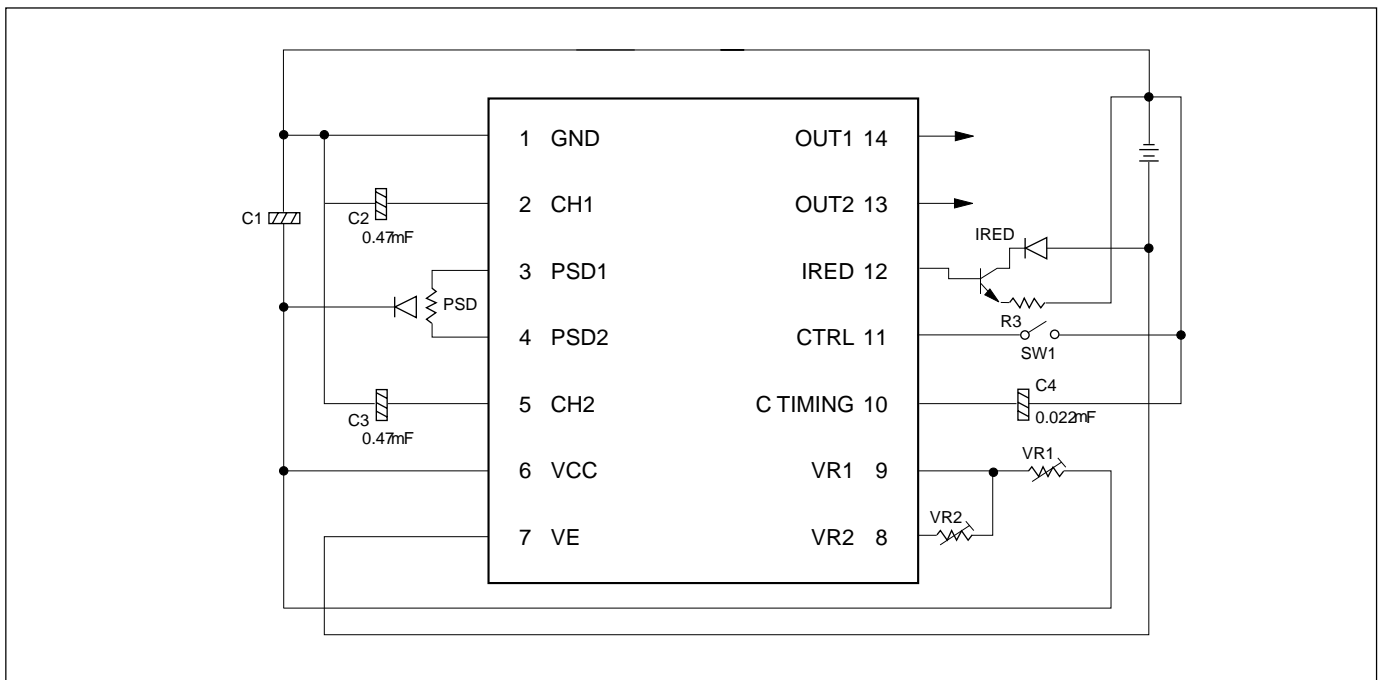 1 GND
2 CH1
3 PSD1
4 PSD2
5 CH2
6 VCC
7 VE
OUT1 14
OUT2 13
IRED 12
CTRL 11
C TIMING 10
VR1 9
VR2 8
C1
C2
0.47mF
PSD
C3
0.47mF
IRED
R3
SW1
C4
0.022mF
VR1
VR2